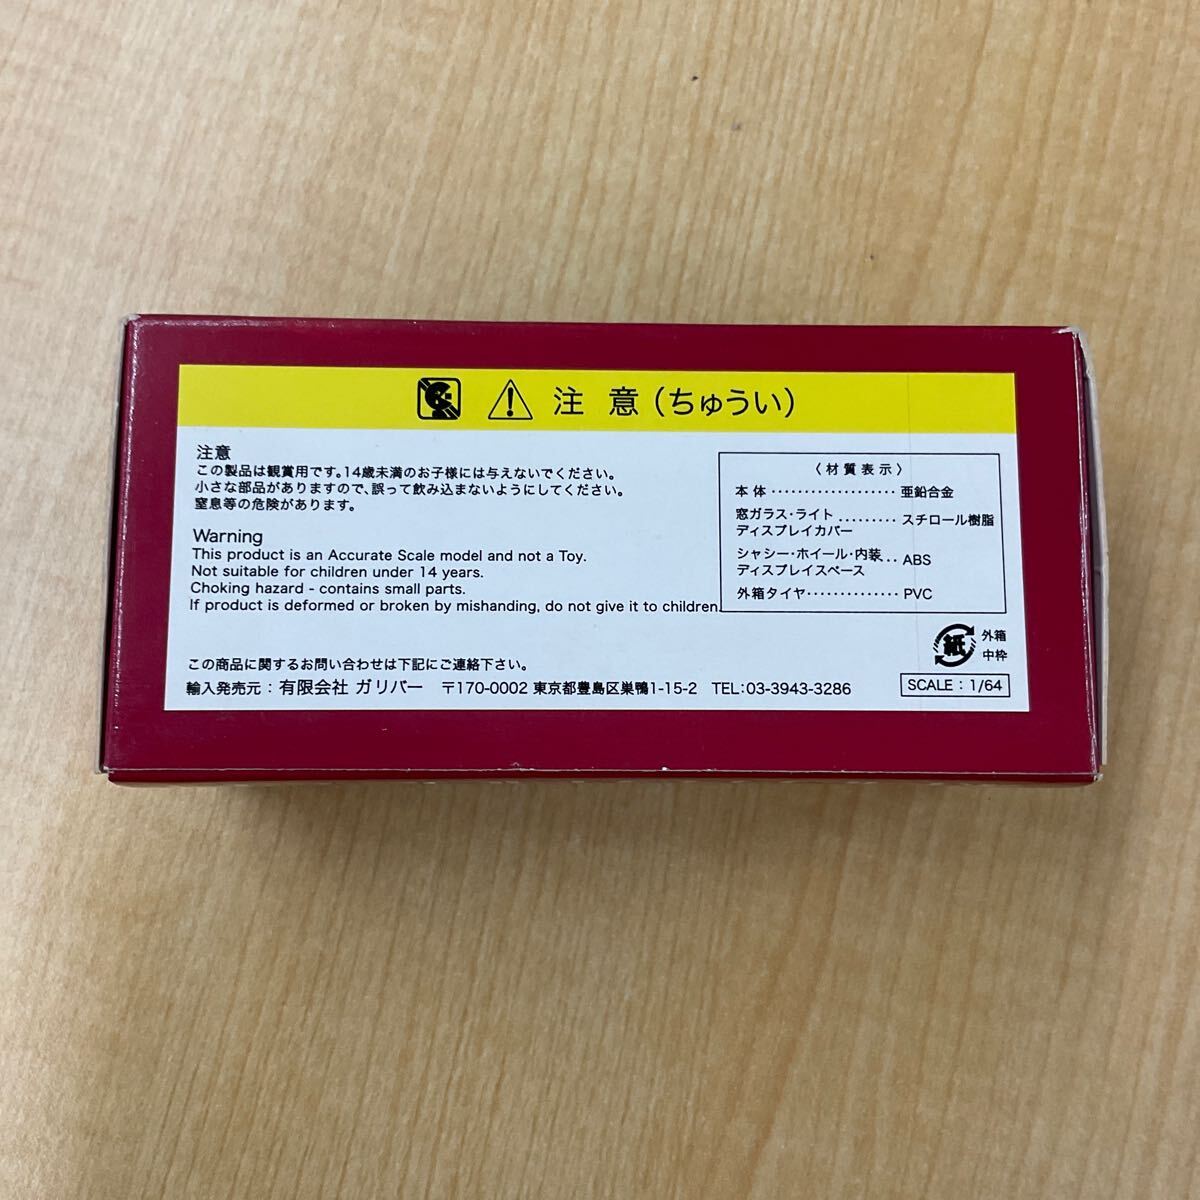 注 意（ちゅうい）
注意
この製品は観賞用です。14歳未満のお子様には与えないでください。
小さな部品がありますので、誤って飲み込まないようにしてください。
窒息等の危険があります。
Warning
This product is an Accurate Scale model and not a Toy.
Not suitable for children under 14 years.
Choking hazard - contains small parts.
If product is deformed or broken by mishanding, do not give it to children.
〈材質表示〉
本体・・・・・・・・・・・・・・・・・・・亜鉛合金
窓ガラス・ライト
ディスプレイカバー・・・・・・・・・スチロール樹脂
シャシー・ホイール・内装
ディスプレイスペース・・・ABS
外箱タイヤ・・・・・・・・・・・・・・PVC
紙 外箱
中枠
この商品に関するお問い合わせは下記にご連絡下さい。
輸入発売元：有限会社 ガリバー 〒170-0002 東京都豊島区巣鴨1-15-2 TEL:03-3943-3286
SCALE : 1/64